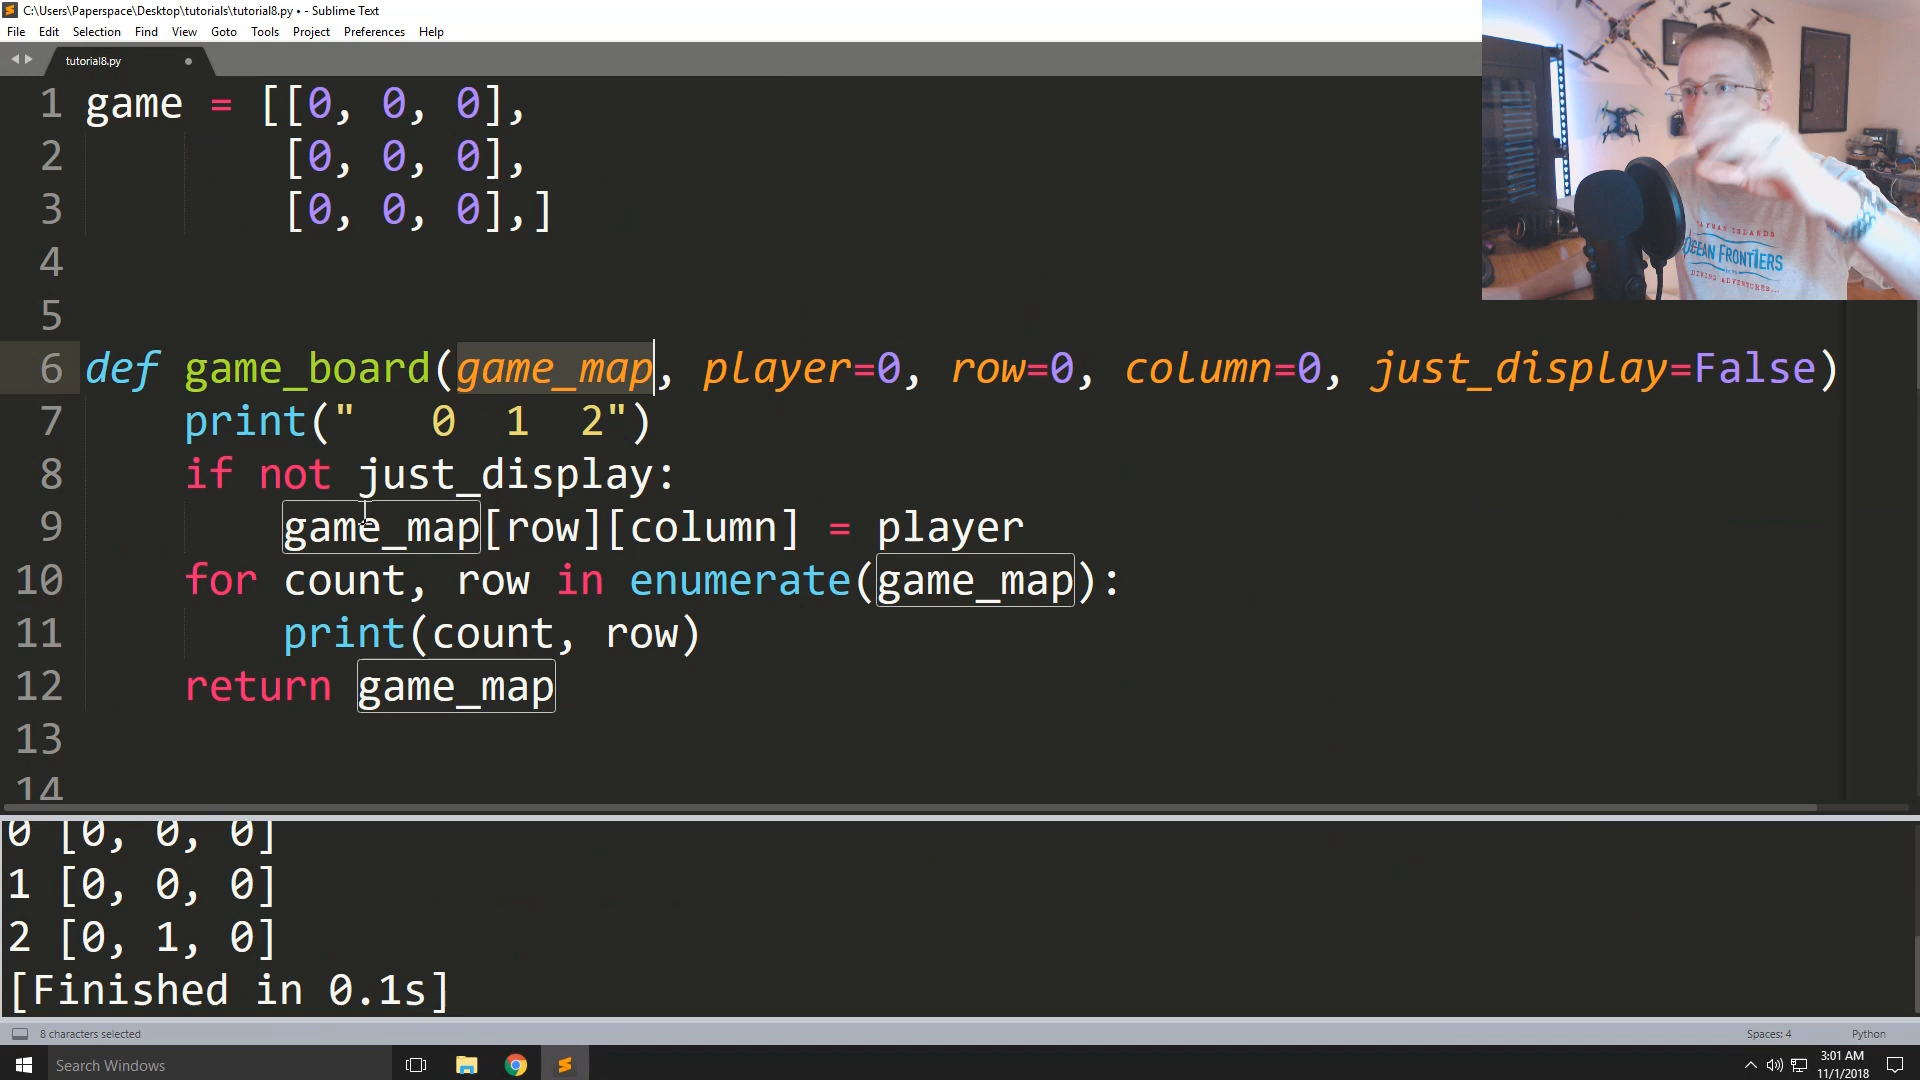 C:\Users\Paperspace\Desktop\tutorials\tutorial8.py • - Sublime Text
File Edit Selection Find View Goto Tools Project Preferences Help
tutorial8.py
1 game = [[0, 0, 0],
2 [0, 0, 0],
3 [0, 0, 0],]
4
5
6 def game_board(game_map, player=0, row=0, column=0, just_display=False)
7 print("   0  1  2")
8 if not just_display:
9 game_map[row][column] = player
10 for count, row in enumerate(game_map):
11 print(count, row)
12 return game_map
13
14
0 [0, 0, 0]
1 [0, 0, 0]
2 [0, 1, 0]
[Finished in 0.1s]
8 characters selected
Spaces: 4 Python
Search Windows
3:01 AM
11/1/2018
OCEAN FRONTIERS
DIVING ADVENTURES...